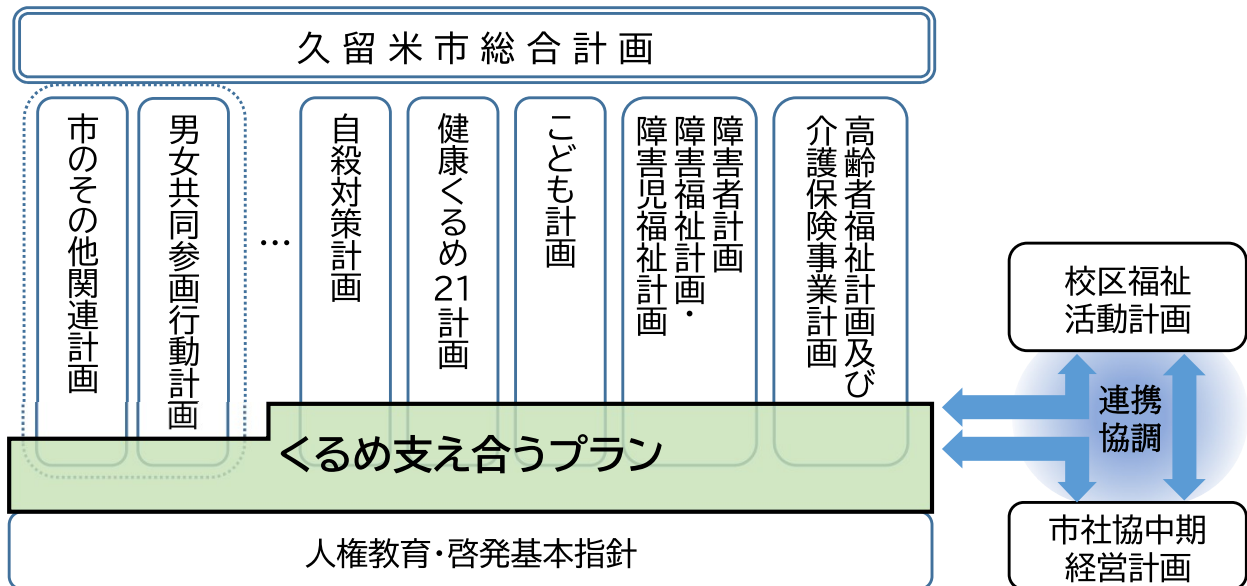 久留米市総合計画
高齢者福祉計画及び
介護保険事業計画
障害者計画
障害福祉計画・
障害児福祉計画
こども計画
健康くるめ21計画
自殺対策計画
…
男女共同参画行動計画
市のその他関連計画
くるめ支え合うプラン
人権教育・啓発基本指針
校区福祉
活動計画
連携
協調
市社協中期
経営計画